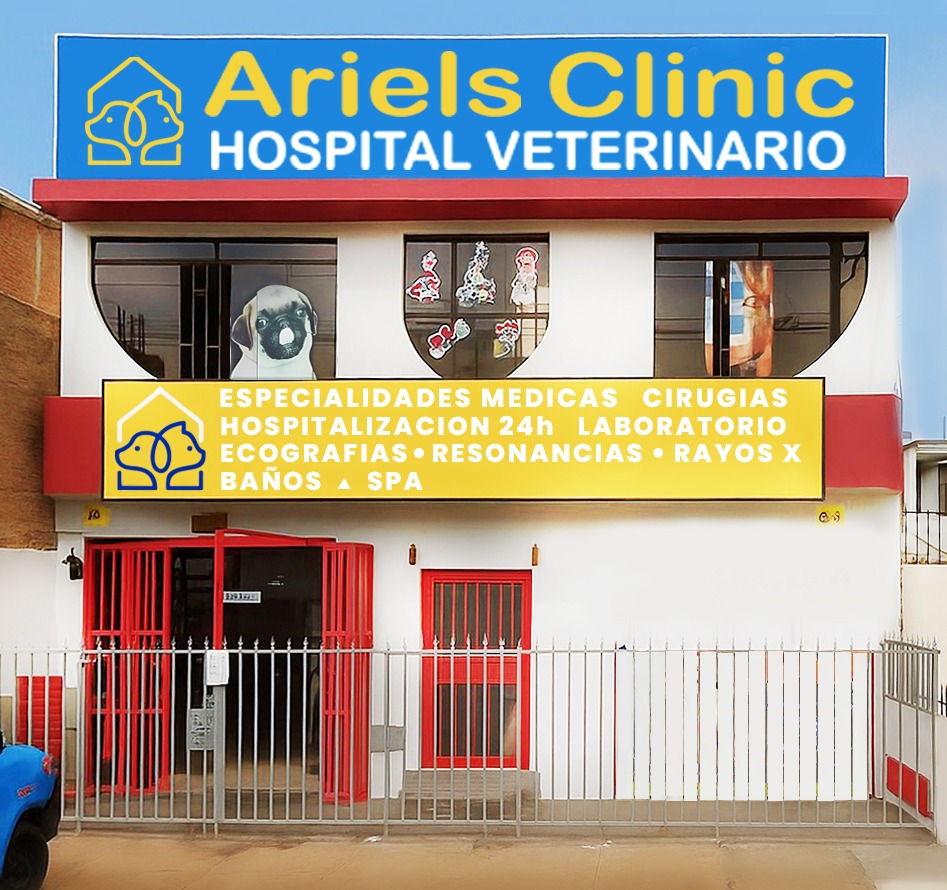 Ariels Clinic
HOSPITAL VETERINARIO
ESPECIALIDADES MEDICAS CIRUGIAS
HOSPITALIZACION 24h LABORATORIO
ECOGRAFIAS • RESONANCIAS • RAYOS X
BAÑOS ▲ SPA